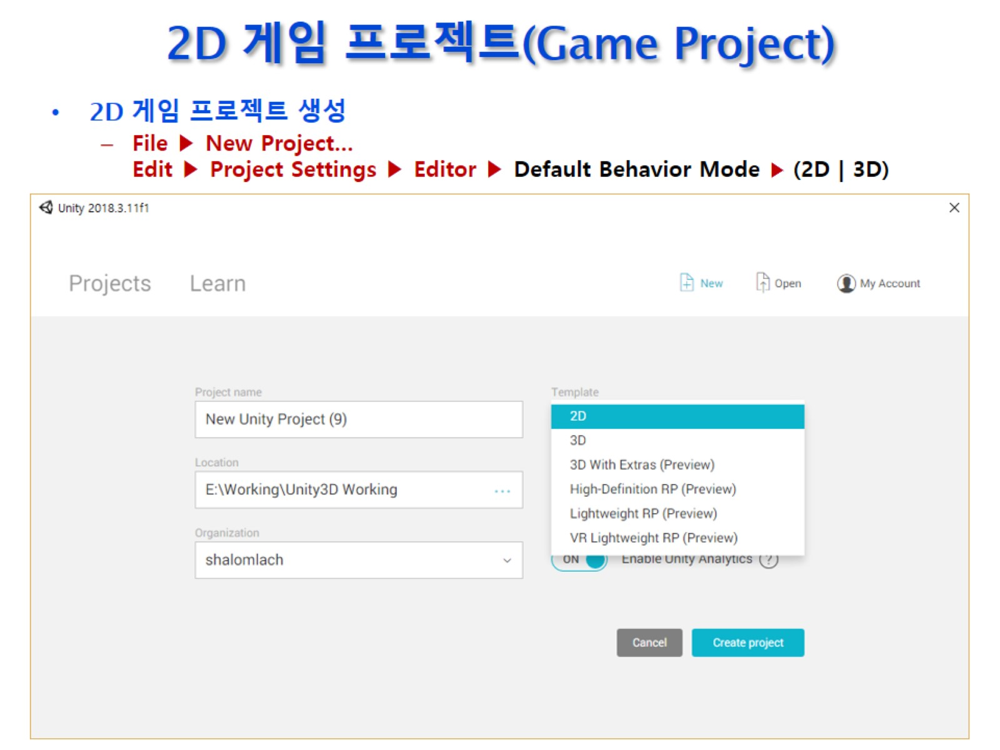 2D 게임 프로젝트(Game Project)
• 2D 게임 프로젝트 생성
– File ▶ New Project...
Edit ▶ Project Settings ▶ Editor ▶ Default Behavior Mode ▶ (2D | 3D)
Unity 2018.3.11f1
Projects Learn New Open My Account
Project name
New Unity Project (9)
Location
E:\Working\Unity3D Working ...
Organization
shalomlach
Template
2D
3D
3D With Extras (Preview)
High-Definition RP (Preview)
Lightweight RP (Preview)
VR Lightweight RP (Preview)
ON Enable Unity Analytics ?
Cancel Create project